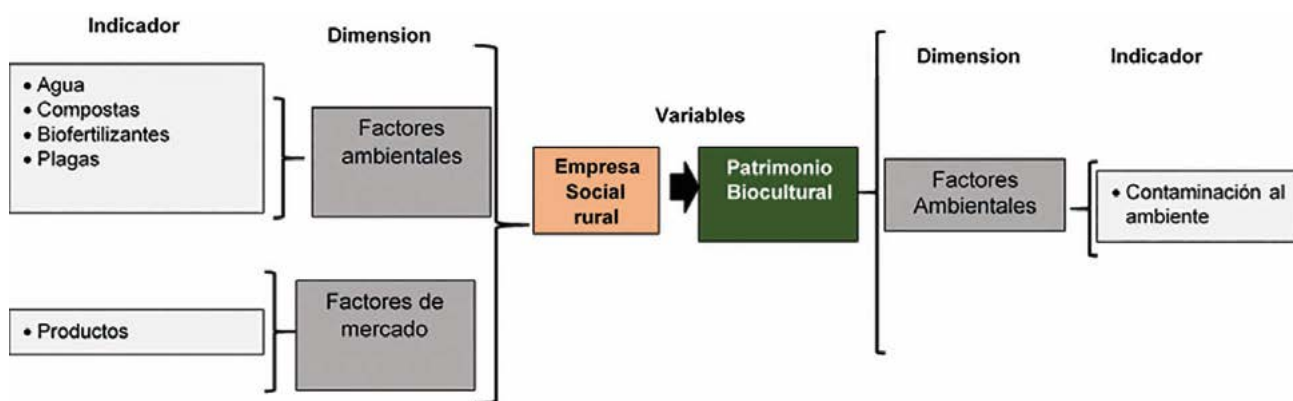 Indicador
Dimension
• Agua
• Compostas
• Biofertilizantes
• Plagas
Factores
ambientales
• Productos
Factores de
mercado
Variables
Empresa
Social
rural
Patrimonio
Biocultural
Dimension
Indicador
Factores
Ambientales
• Contaminación al
ambiente